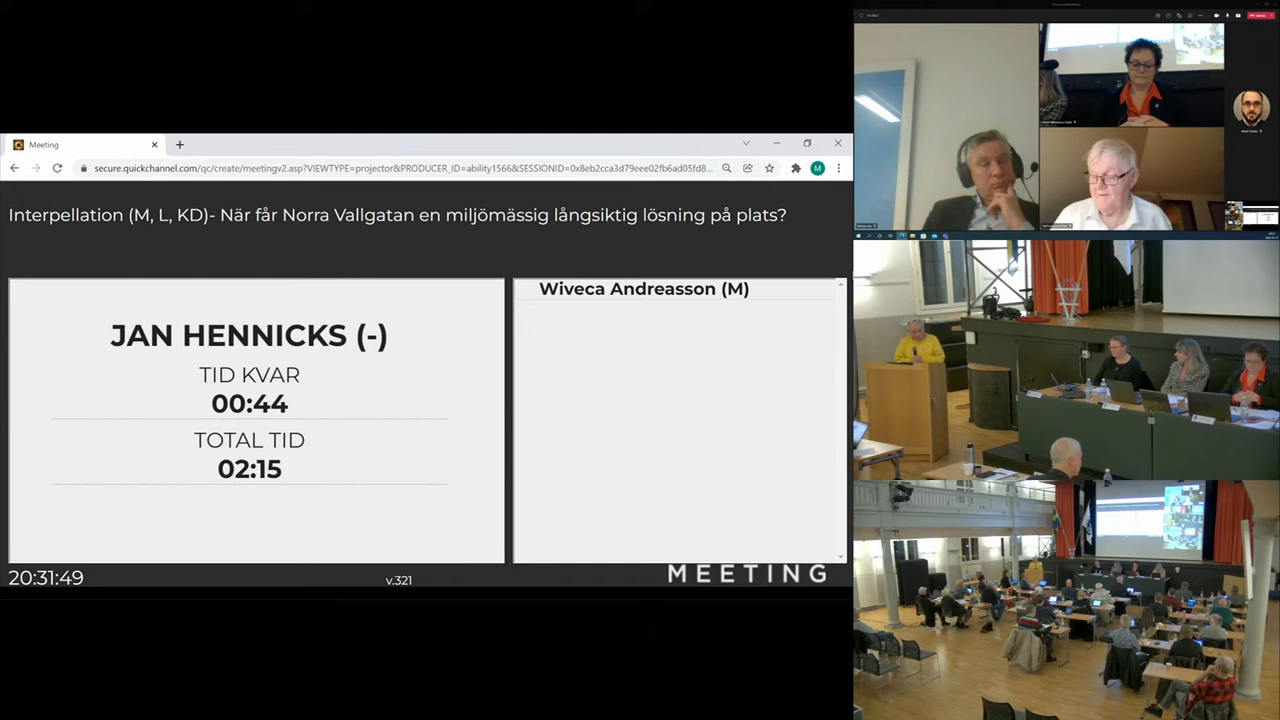 Meeting
secure.quickchannel.com/qc/create/meetingv2.asp?VIEWTYPE=projector&PRODUCER_ID=ability1566&SESSIONID=0x8eb2cca3d79eee02fb6ad05fd8...
M
Interpellation (M, L, KD)- När får Norra Vallgatan en miljömässig långsiktig lösning på plats?
JAN HENNICKS (-)
TID KVAR
00:44
TOTAL TID
02:15
Wiveca Andreasson (M)
20:31:49
v.321
MEETING